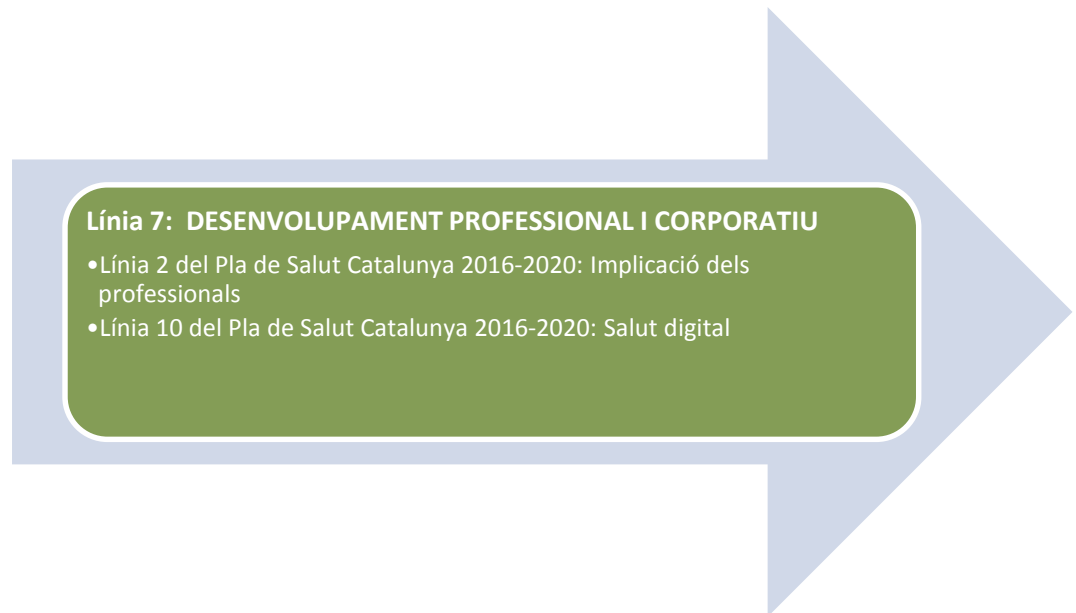 Línia 7:  DESENVOLUPAMENT PROFESSIONAL I CORPORATIU
•Línia 2 del Pla de Salut Catalunya 2016-2020: Implicació dels
professionals
•Línia 10 del Pla de Salut Catalunya 2016-2020: Salut digital